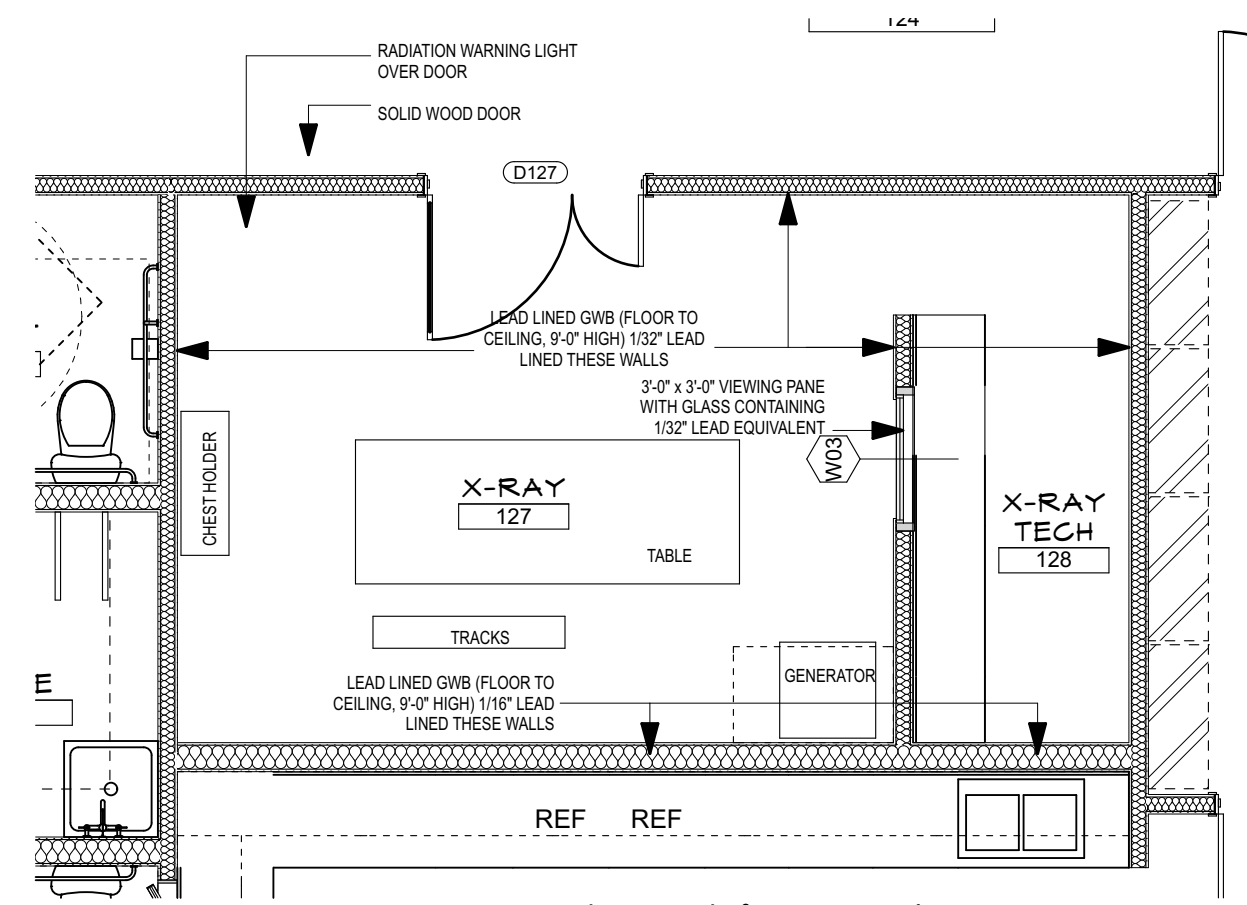 124
RADIATION WARNING LIGHT
OVER DOOR
SOLID WOOD DOOR
D127
LEAD LINED GWB (FLOOR TO
CEILING, 9'-0" HIGH) 1/32" LEAD
LINED THESE WALLS
3'-0" x 3'-0" VIEWING PANE
WITH GLASS CONTAINING
1/32" LEAD EQUIVALENT
W03
CHEST HOLDER
X-RAY
127
TABLE
X-RAY
TECH
128
TRACKS
GENERATOR
LEAD LINED GWB (FLOOR TO
CEILING, 9'-0" HIGH) 1/16" LEAD
LINED THESE WALLS
E
REF REF